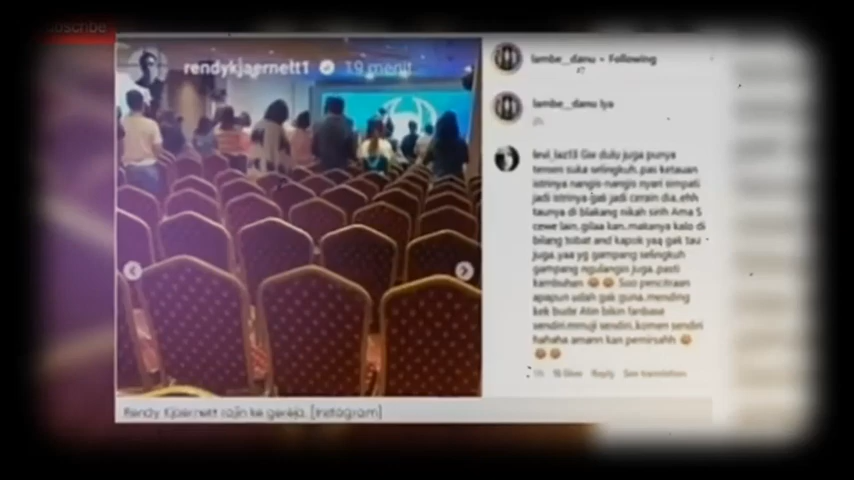 subscribe
rendykjaernett1 19 menit
lambe_danu • Following
lambe_danu Iya
levi_laz13 Gw dulu juga punya
temen suka selingkuh..pas ketauan
istrinya nangis-nangis nyari simpati
jadi istrinya gak jadi cerain dia..ehh
taunya di blakang nikah sirih Ama 5
cewe lain..gilaa kan..makanya kalo di
bilang tobat and kapok yaa gak tau
juga..yaa yg gampang selingkuh
gampang ngulangin juga..pasti
kambuhan 😂😂 Suo pencitraan
apapun udah gak guna..mending
kek bude Atin bikin fanbase
sendiri.muji sendiri..komen sendiri
hahaha amann kan pemirsahh 😂
😂😂
likes Reply See translation
Rendy Kjaernett rajin ke gereja. [Instagram]